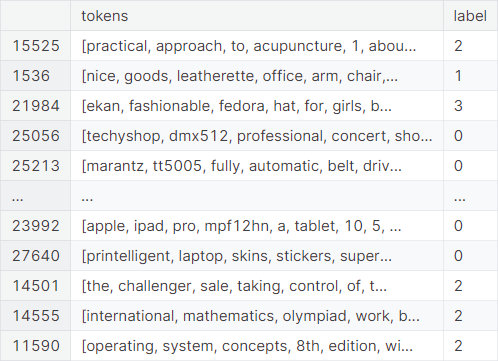 tokens label
15525 [practical, approach, to, acupuncture, 1, abou... 2
1536 [nice, goods, leatherette, office, arm, chair,... 1
21984 [ekan, fashionable, fedora, hat, for, girls, b... 3
25056 [techyshop, dmx512, professional, concert, sho... 0
25213 [marantz, tt5005, fully, automatic, belt, driv... 0
... ... ...
23992 [apple, ipad, pro, mpf12hn, a, tablet, 10, 5, ... 0
27640 [printelligent, laptop, skins, stickers, super... 0
14501 [the, challenger, sale, taking, control, of, t... 2
14555 [international, mathematics, olympiad, work, b... 2
11590 [operating, system, concepts, 8th, edition, wi... 2